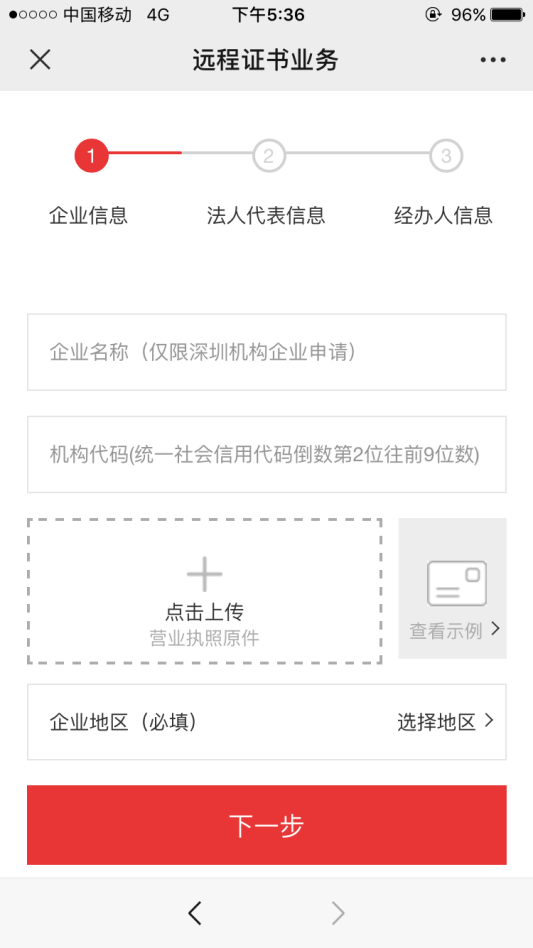 中国移动 4G 下午5:36 96%
远程证书业务
1 2 3
企业信息 法人代表信息 经办人信息
企业名称（仅限深圳机构企业申请）
机构代码(统一社会信用代码倒数第2位往前9位数)
点击上传
营业执照原件
查看示例
企业地区（必填） 选择地区
下一步